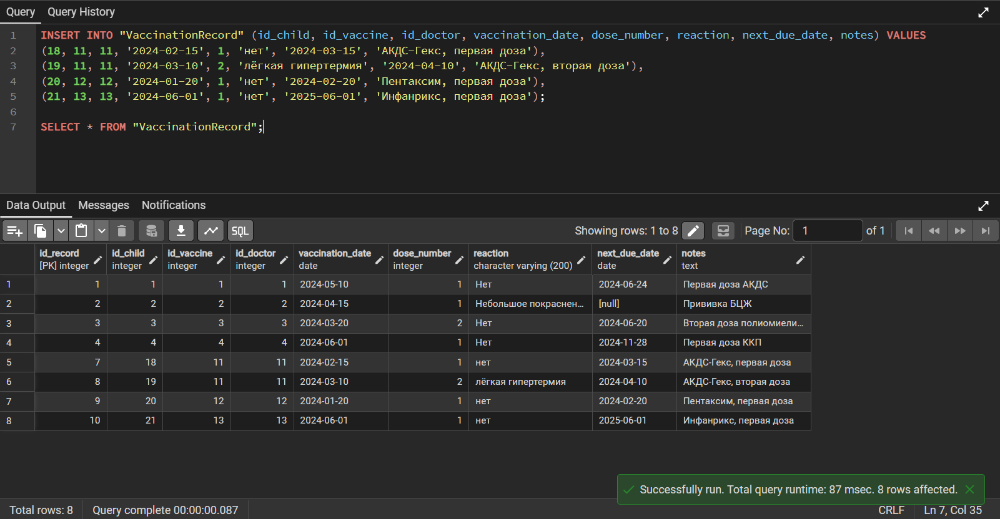 Query Query History
1 INSERT INTO "VaccinationRecord" (id_child, id_vaccine, id_doctor, vaccination_date, dose_number, reaction, next_due_date, notes) VALUES
2 (18, 11, 11, '2024-02-15', 1, 'нет', '2024-03-15', 'АКДС-Гекс, первая доза'),
3 (19, 11, 11, '2024-03-10', 2, 'лёгкая гипертермия', '2024-04-10', 'АКДС-Гекс, вторая доза'),
4 (20, 12, 12, '2024-01-20', 1, 'нет', '2024-02-20', 'Пентаксим, первая доза'),
5 (21, 13, 13, '2024-06-01', 1, 'нет', '2025-06-01', 'Инфанрикс, первая доза');
6
7 SELECT * FROM "VaccinationRecord";
Data Output Messages Notifications
SQL Showing rows: 1 to 8 Page No: 1 of 1
id_record id_child id_vaccine id_doctor vaccination_date dose_number reaction next_due_date notes
[PK] integer integer integer integer date integer character varying (200) date text
1 1 1 1 1 2024-05-10 1 Нет 2024-06-24 Первая доза АКДС
2 2 2 2 2 2024-04-15 1 Небольшое покраснен... [null] Прививка БЦЖ
3 3 3 3 3 2024-03-20 2 Нет 2024-06-20 Вторая доза полиомиели...
4 4 4 4 4 2024-06-01 1 Нет 2024-11-28 Первая доза ККП
5 7 18 11 11 2024-02-15 1 нет 2024-03-15 АКДС-Гекс, первая доза
6 8 19 11 11 2024-03-10 2 лёгкая гипертермия 2024-04-10 АКДС-Гекс, вторая доза
7 9 20 12 12 2024-01-20 1 нет 2024-02-20 Пентаксим, первая доза
8 10 21 13 13 2024-06-01 1 нет 2025-06-01 Инфанрикс, первая доза
Successfully run. Total query runtime: 87 msec. 8 rows affected.
Total rows: 8 Query complete 00:00:00.087 CRLF Ln 7, Col 35